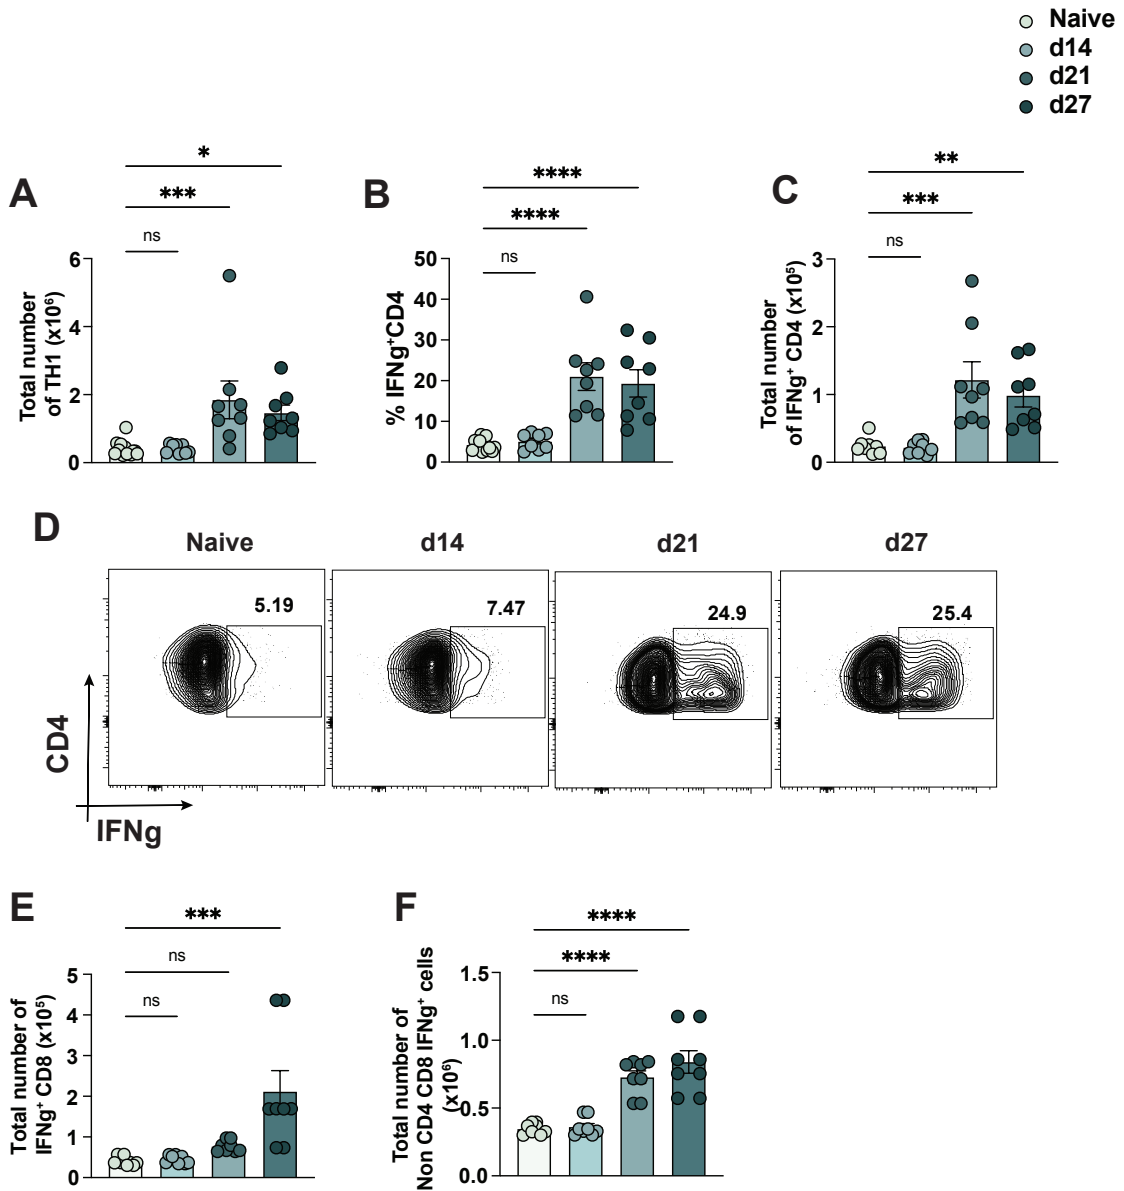 Naive
d14
d21
d27
A
*
***
ns
Total number
of TH1 (x10⁶)
6
4
2
0
B
****
****
ns
% IFNg⁺CD4
50
40
30
20
10
0
C
**
***
ns
Total number
of IFNg⁺ CD4 (x10⁵)
3
2
1
0
D
Naive
d14
d21
d27
5.19
7.47
24.9
25.4
CD4
IFNg
E
***
ns
ns
Total number of
IFNg⁺ CD8 (x10⁵)
5
4
3
2
1
0
F
****
****
ns
Total number of
Non CD4 CD8 IFNg⁺ cells
(x10⁶)
1.5
1.0
0.5
0.0